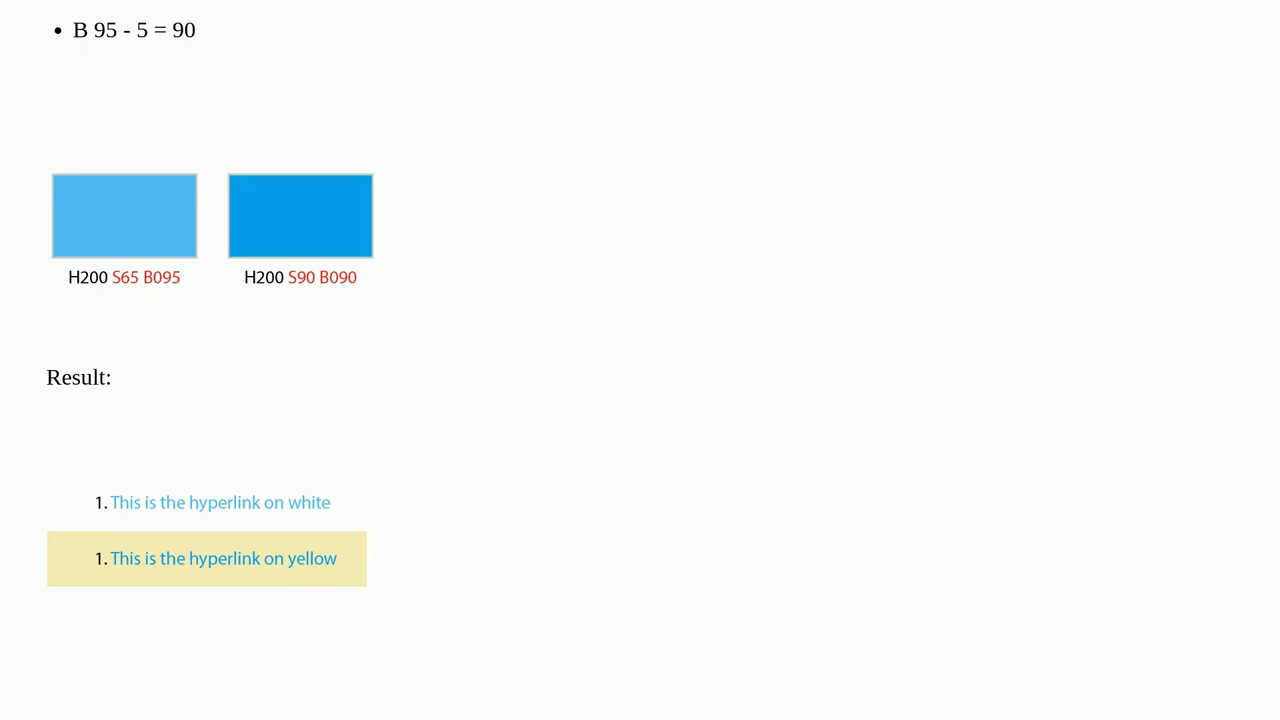 • B 95 - 5 = 90
H200 S65 B095
H200 S90 B090
Result:
1. This is the hyperlink on white
1. This is the hyperlink on yellow